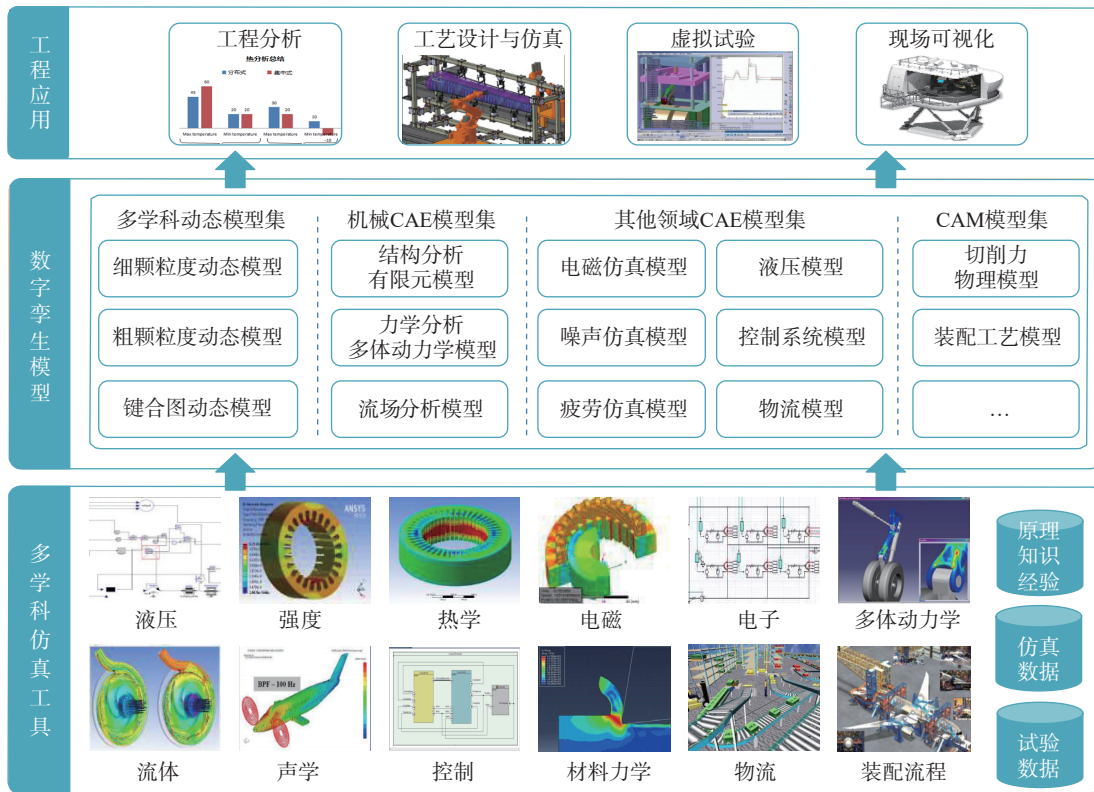 工程应用
工程分析
工艺设计与仿真
虚拟试验
现场可视化
热分析总结
分布式
集中式
Max temperature
Min temperature
Max temperature
Min temperature
数字孪生模型
多学科动态模型集
机械CAE模型集
其他领域CAE模型集
CAM模型集
细颗粒度动态模型
结构分析
有限元模型
电磁仿真模型
液压模型
切削力
物理模型
粗颗粒度动态模型
力学分析
多体动力学模型
噪声仿真模型
控制系统模型
装配工艺模型
键合图动态模型
流场分析模型
疲劳仿真模型
物流模型
…
多学科仿真工具
ANSYS
液压
强度
热学
电磁
电子
多体动力学
原理
知识
经验
BPF ~ 100 Hz
流体
声学
控制
材料力学
物流
装配流程
仿真
数据
试验
数据